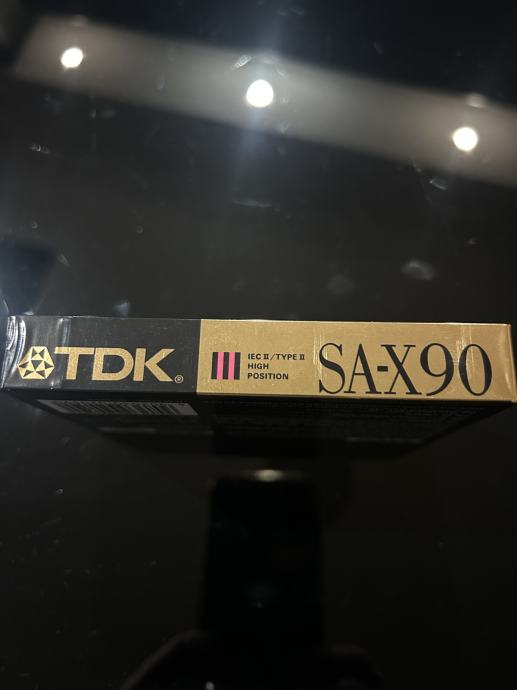 TDK®
IEC II/TYPE II
HIGH
POSITION
SA-X90